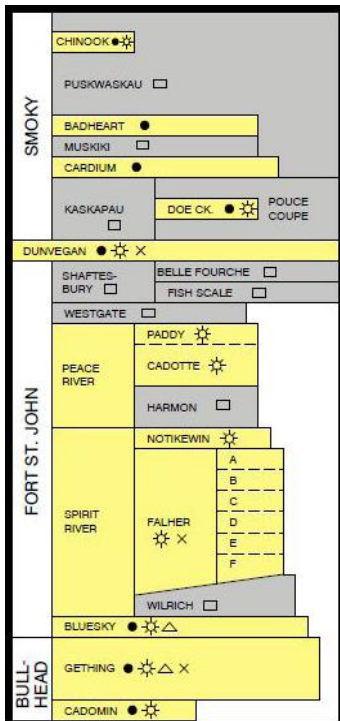 SMOKY
CHINOOK
PUSKWASKAU
BADHEART
MUSKIKI
CARDIUM
KASKAPAU
DOE CK.
POUCE
COUPE
DUNVEGAN
FORT ST. JOHN
SHAFTES-
BURY
BELLE FOURCHE
FISH SCALE
WESTGATE
PEACE
RIVER
PADDY
CADOTTE
HARMON
SPIRIT
RIVER
NOTIKEWIN
FALHER
A
B
C
D
E
F
WILRICH
BLUESKY
BULL-
HEAD
GETHING
CADOMIN